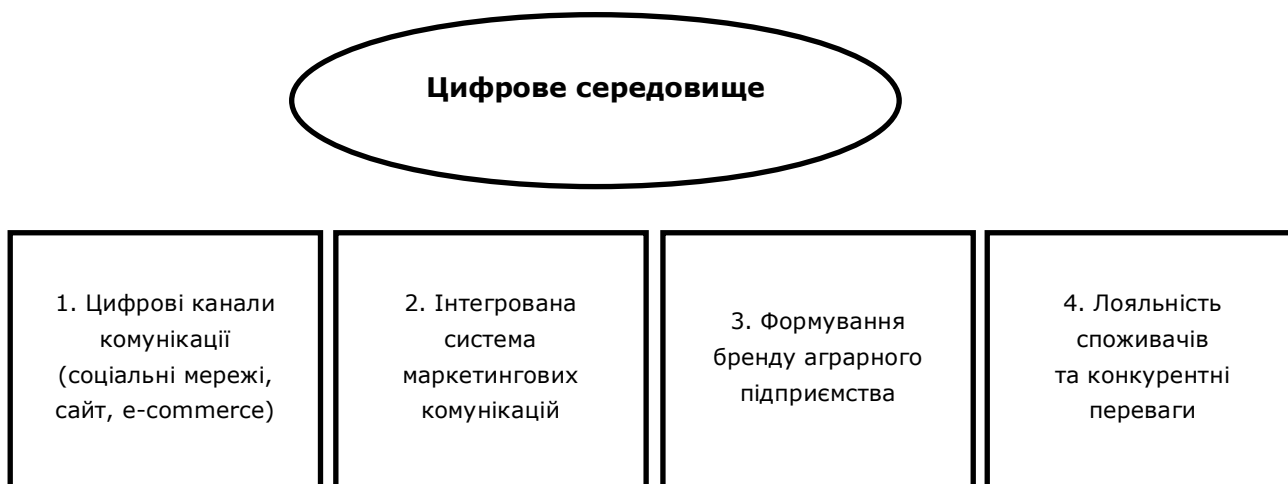 Цифрове середовище
1. Цифрові канали
комунікації
(соціальні мережі,
сайт, e-commerce)
2. Інтегрована
система
маркетингових
комунікацій
3. Формування
бренду аграрного
підприємства
4. Лояльність
споживачів
та конкурентні
переваги